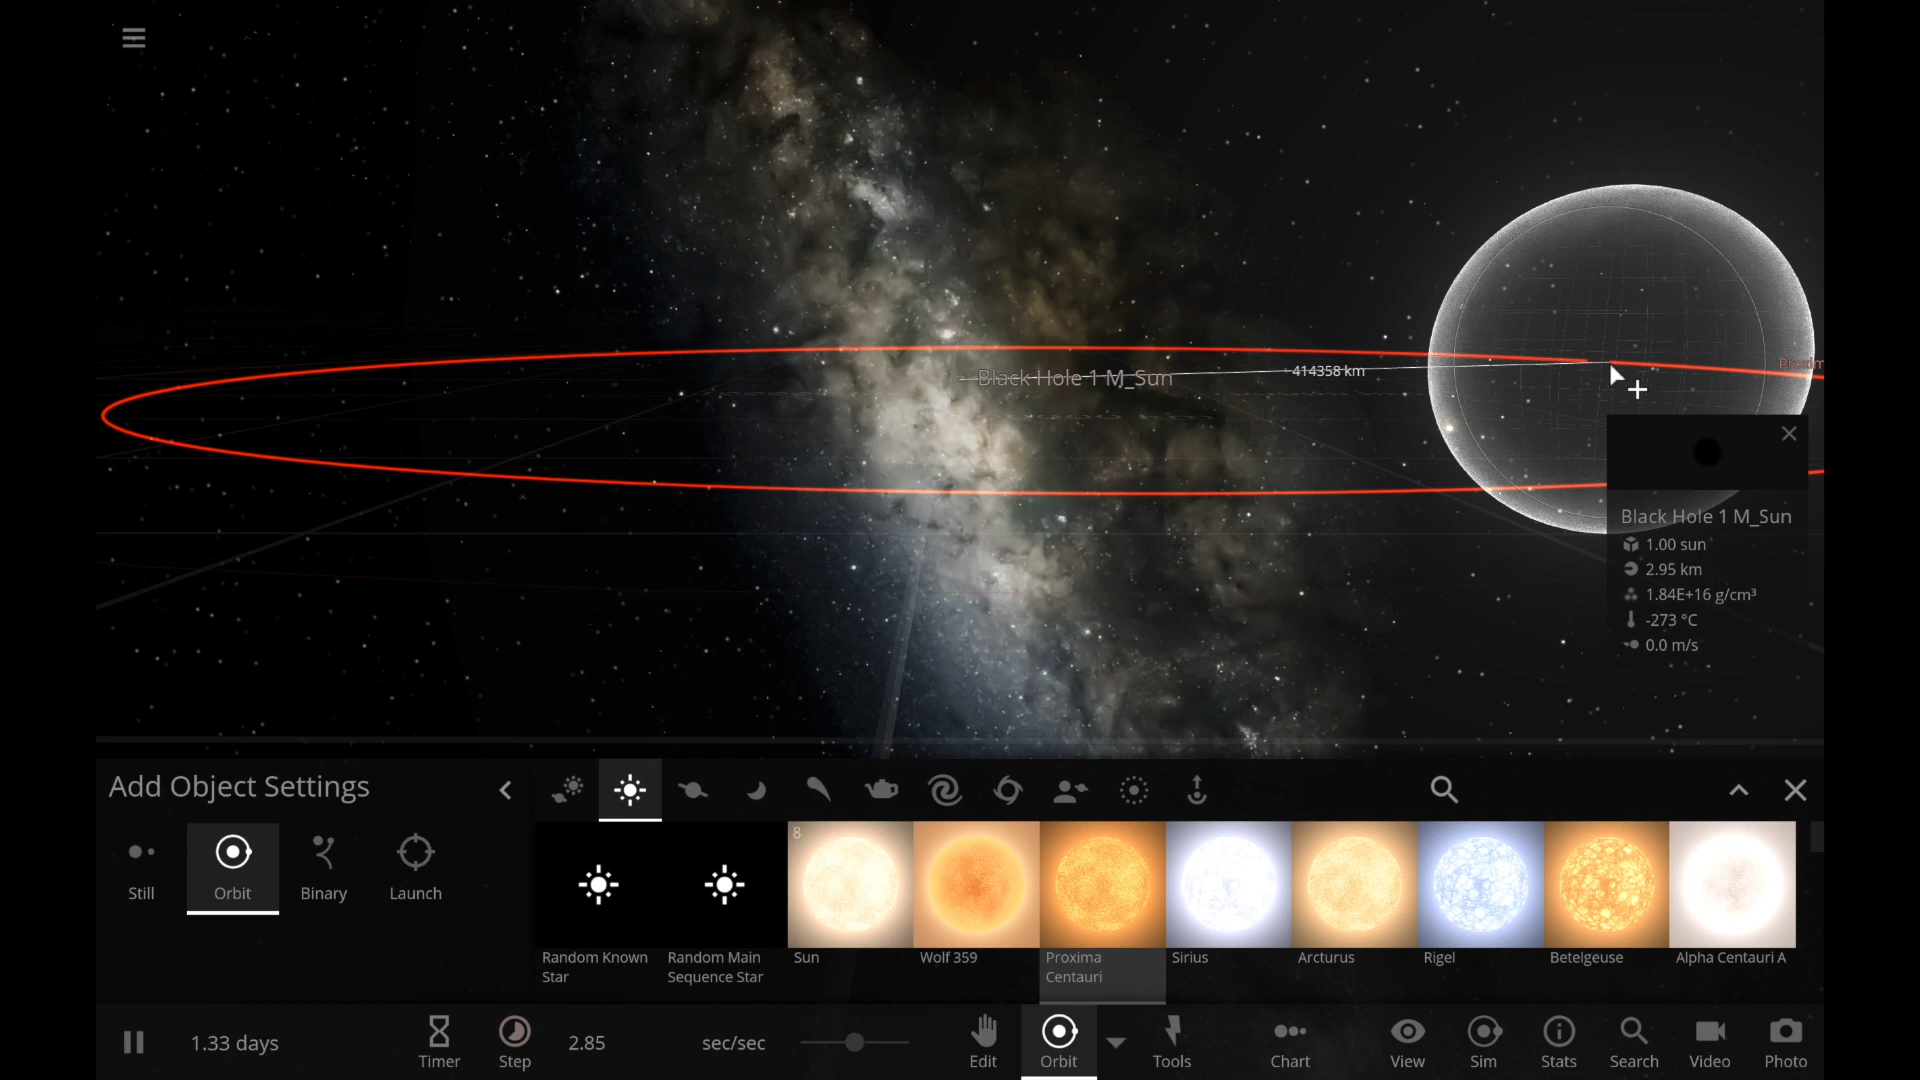 Black Hole 1 M_Sun
414358 km
Proxim
Black Hole 1 M_Sun
1.00 sun
2.95 km
1.84E+16 g/cm³
-273 °C
0.0 m/s
Add Object Settings
Still
Orbit
Binary
Launch
8
Random Known
Star
Random Main
Sequence Star
Sun
Wolf 359
Proxima
Centauri
Sirius
Arcturus
Rigel
Betelgeuse
Alpha Centauri A
1.33 days
Timer
Step
2.85
sec/sec
Edit
Orbit
Tools
Chart
View
Sim
Stats
Search
Video
Photo